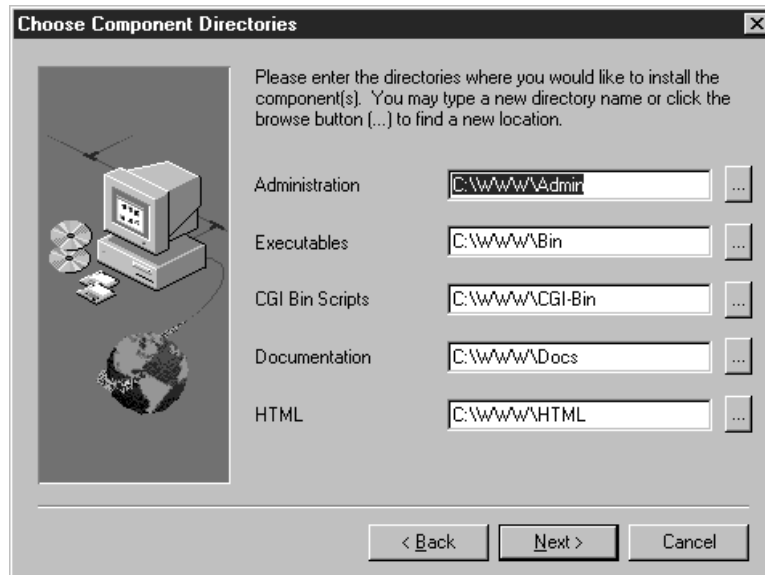 Choose Component Directories
Please enter the directories where you would like to install the
component(s). You may type a new directory name or click the
browse button (...) to find a new location.
Administration C:\WWW\Admin ...
Executables C:\WWW\Bin ...
CGI Bin Scripts C:\WWW\CGI-Bin ...
Documentation C:\WWW\Docs ...
HTML C:\WWW\HTML ...
< Back Next > Cancel